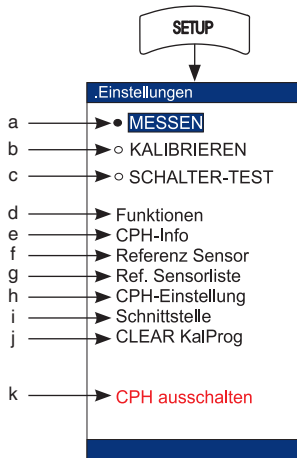 SETUP
.Einstellungen
a MESSEN
b KALIBRIEREN
c SCHALTER-TEST
d Funktionen
e CPH-Info
f Referenz Sensor
g Ref. Sensorliste
h CPH-Einstellung
i Schnittstelle
j CLEAR KalProg
k CPH ausschalten